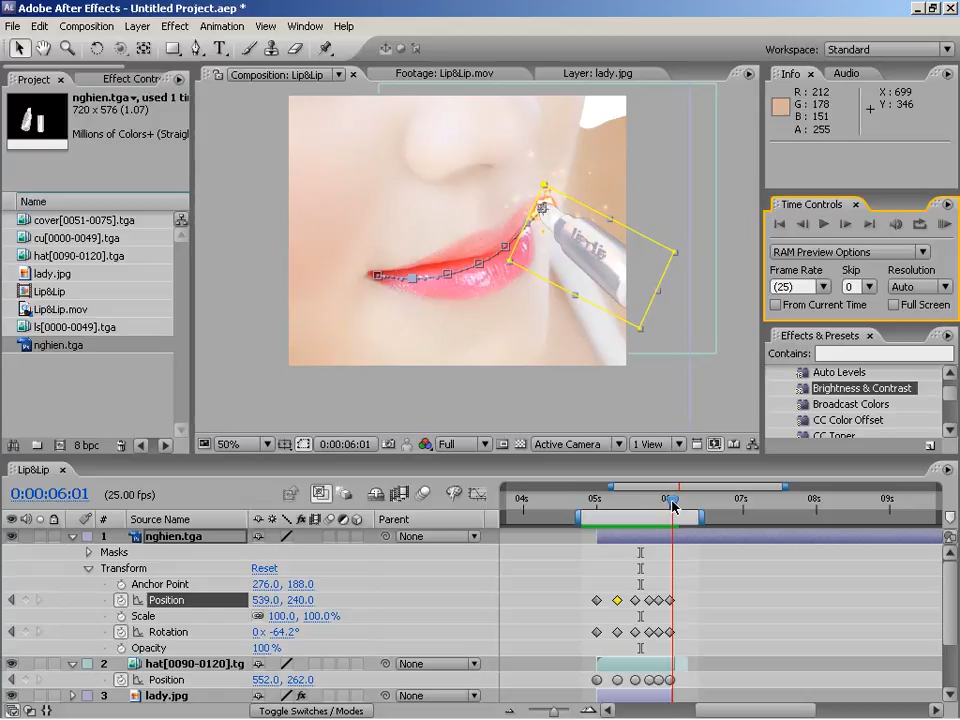 Adobe After Effects - Untitled Project.aep *
File Edit Composition Layer Effect Animation View Window Help
Workspace: Standard
Project Effect Contr
nghien.tga, used 1 ti
720 x 576 (1.07)
Millions of Colors+ (Straig
Name
cover[0051-0075].tga
cu[0000-0049].tga
hat[0090-0120].tga
lady.jpg
Lip&Lip
Lip&Lip.mov
ls[0000-0049].tga
nghien.tga
8 bpc
Composition: Lip&Lip Footage: Lip&Lip.mov Layer: lady.jpg
50% 0:00:06:01 Full Active Camera 1 View
Info Audio
R : 212
G : 178
B : 151
A : 255
X : 699
Y : 346
Time Controls
RAM Preview Options
Frame Rate Skip Resolution
(25) 0 Auto
From Current Time Full Screen
Effects & Presets
Contains:
Auto Levels
Brightness & Contrast
Broadcast Colors
CC Color Offset
CC Toner
Lip&Lip
0:00:06:01 (25.00 fps)
# Source Name Parent
04s 05s 06s 07s 08s 09s
1 nghien.tga None
Masks
Transform Reset
Anchor Point 276.0, 188.0
Position 539.0, 240.0
Scale 100.0, 100.0%
Rotation 0 x -64.2°
Opacity 100 %
2 hat[0090-0120].tg None
Position 552.0, 262.0
3 lady.jpg None
Toggle Switches / Modes